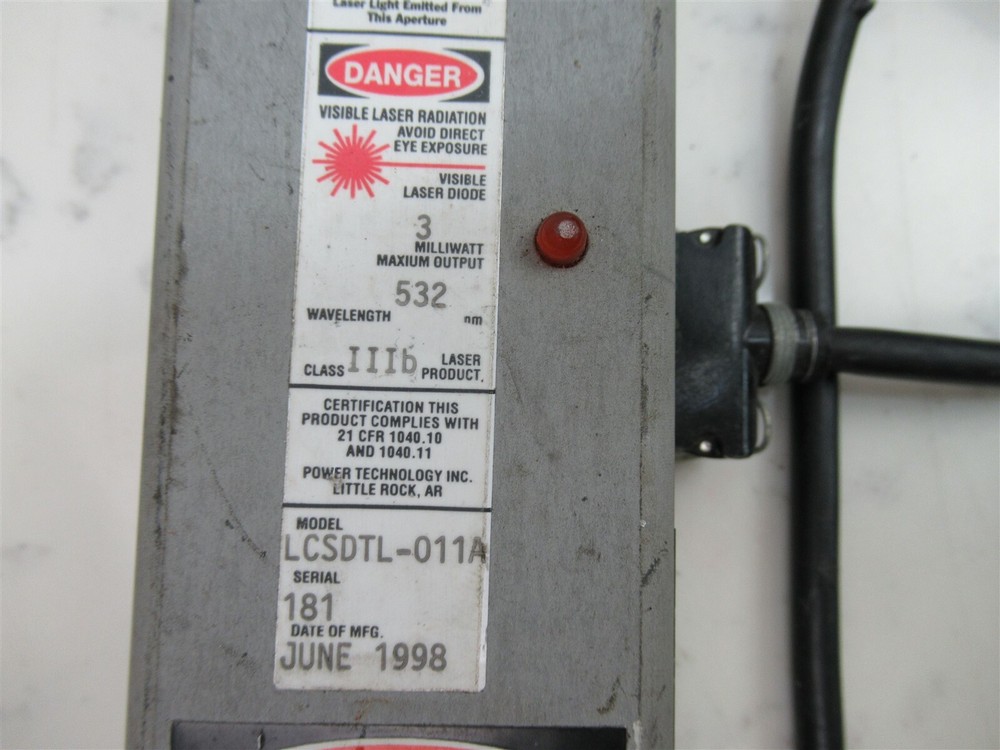 Laser Light Emitted From
This Aperture
DANGER
VISIBLE LASER RADIATION
AVOID DIRECT
EYE EXPOSURE
VISIBLE
LASER DIODE
3
MILLIWATT
MAXIUM OUTPUT
532
WAVELENGTH nm
CLASS IIIb LASER
PRODUCT.
CERTIFICATION THIS
PRODUCT COMPLIES WITH
21 CFR 1040.10
AND 1040.11
POWER TECHNOLOGY INC.
LITTLE ROCK, AR
MODEL
LCSDTL-011A
SERIAL
181
DATE OF MFG.
JUNE 1998